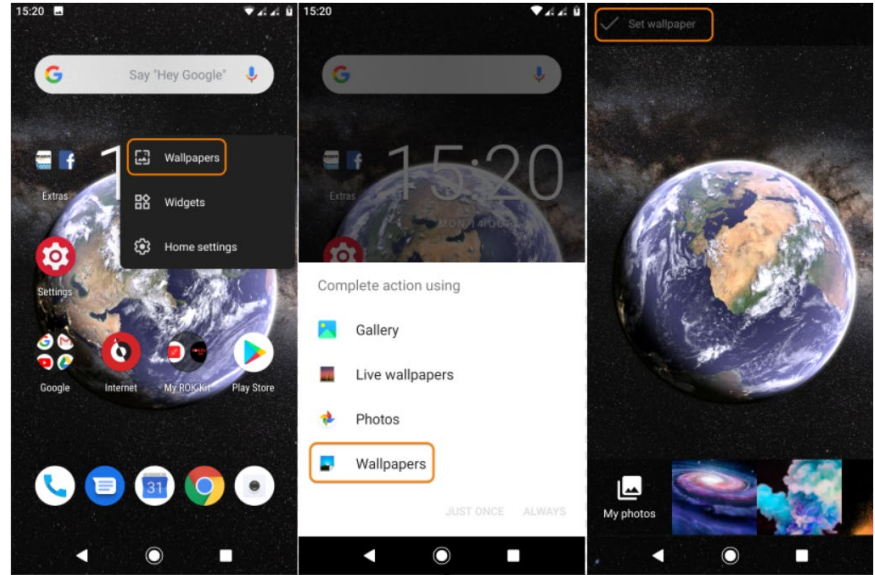 15:20
Say "Hey Google"
Wallpapers
Widgets
Home settings
Extras
Settings
Google
Internet
My ROK Kit
Play Store
31
15:20
15:20
Extras
Complete action using
Gallery
Live wallpapers
Photos
Wallpapers
JUST ONCE
ALWAYS
Set wallpaper
My photos